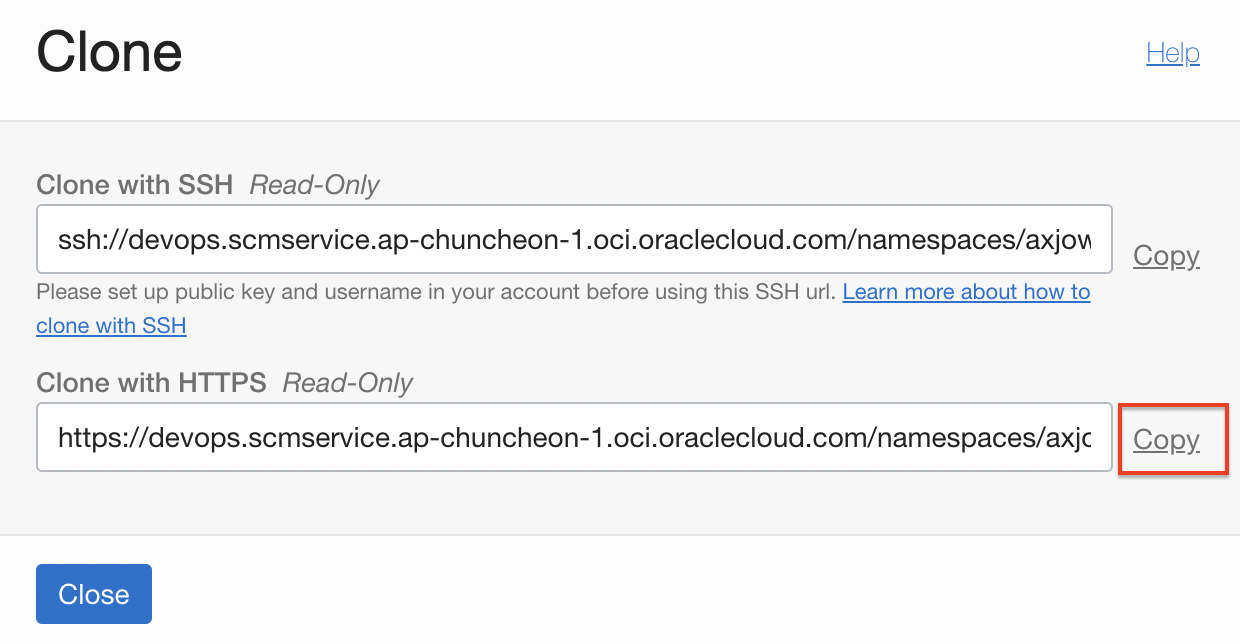 Clone
Help
Clone with SSH Read-Only
ssh://devops.scmservice.ap-chuncheon-1.oci.oraclecloud.com/namespaces/axjow
Copy
Please set up public key and username in your account before using this SSH url. Learn more about how to
clone with SSH
Clone with HTTPS Read-Only
https://devops.scmservice.ap-chuncheon-1.oci.oraclecloud.com/namespaces/axjc
Copy
Close